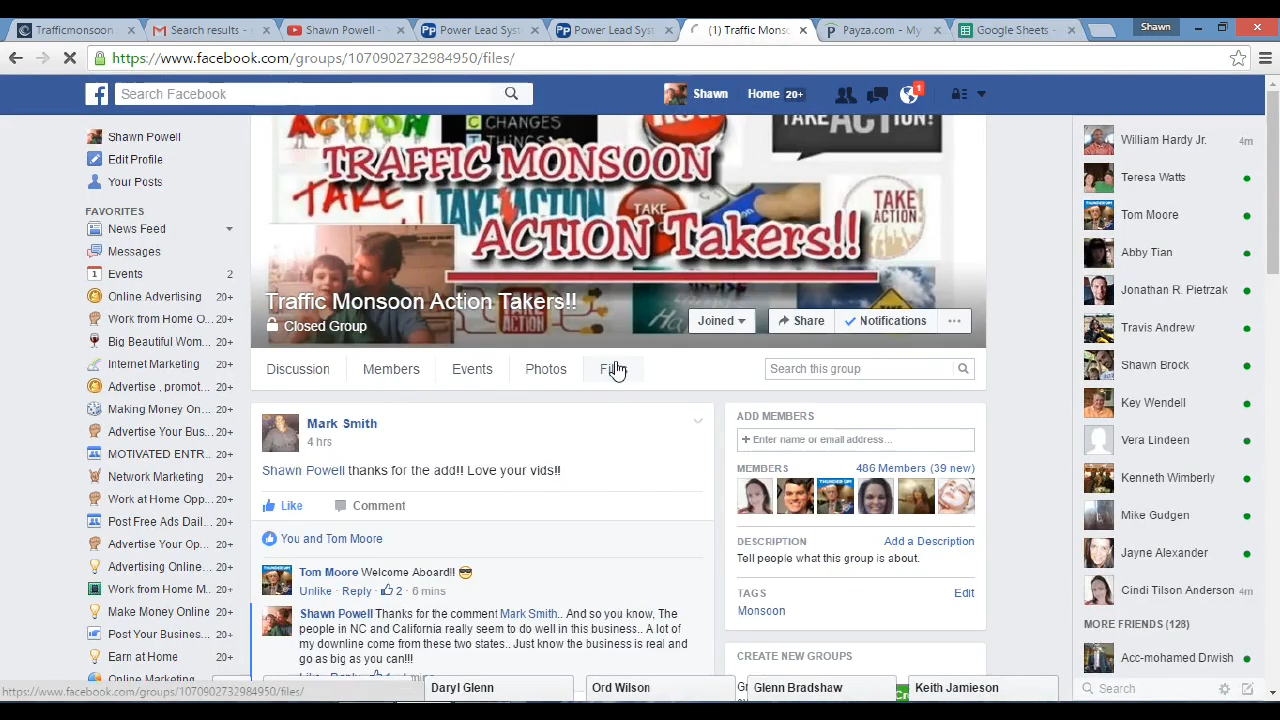 Trafficmonsoon
Search results -
Shawn Powell -
Power Lead Syst
Power Lead Syst
(1) Traffic Monso
Payza.com - My
Google Sheets -
Shawn
https://www.facebook.com/groups/1070902732984950/files/
Search Facebook
Shawn
Home 20+
1
Shawn Powell
Edit Profile
Your Posts
FAVORITES
News Feed
Messages
Events 2
Online Advertising 20+
Work from Home O... 20+
Big Beautiful Wom... 20+
Internet Marketing 20+
Advertise , promot... 20+
Making Money On... 20+
Advertise Your Bus... 20+
MOTIVATED ENTR... 20+
Network Marketing 20+
Work at Home Opp... 20+
Post Free Ads Dail... 20+
Advertise Your Op... 20+
Advertising Online... 20+
Work from Home M... 20+
Make Money Online 20+
Post Your Business... 20+
Earn at Home 20+
Online Marketing 20+
https://www.facebook.com/groups/1070902732984950/files/
ACTION
CHANGES
THINGS
TAKE ACTION!
TRAFFIC MONSOON
TAKE
TAKE ACTION
TAKE
TAKE
ACTION
ACTION Takers!!
Traffic Monsoon Action Takers!!
Closed Group
Joined
Share
Notifications
Discussion
Members
Events
Photos
Search this group
Mark Smith
4 hrs
Shawn Powell thanks for the add!! Love your vids!!
Like
Comment
You and Tom Moore
Tom Moore Welcome Aboard!! 😎
Unlike · Reply · 2 · 6 mins
Shawn Powell Thanks for the comment Mark Smith.. And so you know, The
people in NC and California really seem to do well in this business.. A lot of
my downline come from these two states.. Just know the business is real and
go as big as you can!!!
ADD MEMBERS
+ Enter name or email address...
MEMBERS
486 Members (39 new)
DESCRIPTION
Add a Description
Tell people what this group is about.
TAGS
Edit
Monsoon
CREATE NEW GROUPS
Daryl Glenn
Ord Wilson
Glenn Bradshaw
Keith Jamieson
William Hardy Jr. 4m
Teresa Watts
Tom Moore
Abby Tian
Jonathan R. Pietrzak
Travis Andrew
Shawn Brock
Key Wendell
Vera Lindeen
Kenneth Wimberly
Mike Gudgen
Jayne Alexander
Cindi Tilson Anderson 4m
MORE FRIENDS (128)
Acc-mohamed Drwish
Search